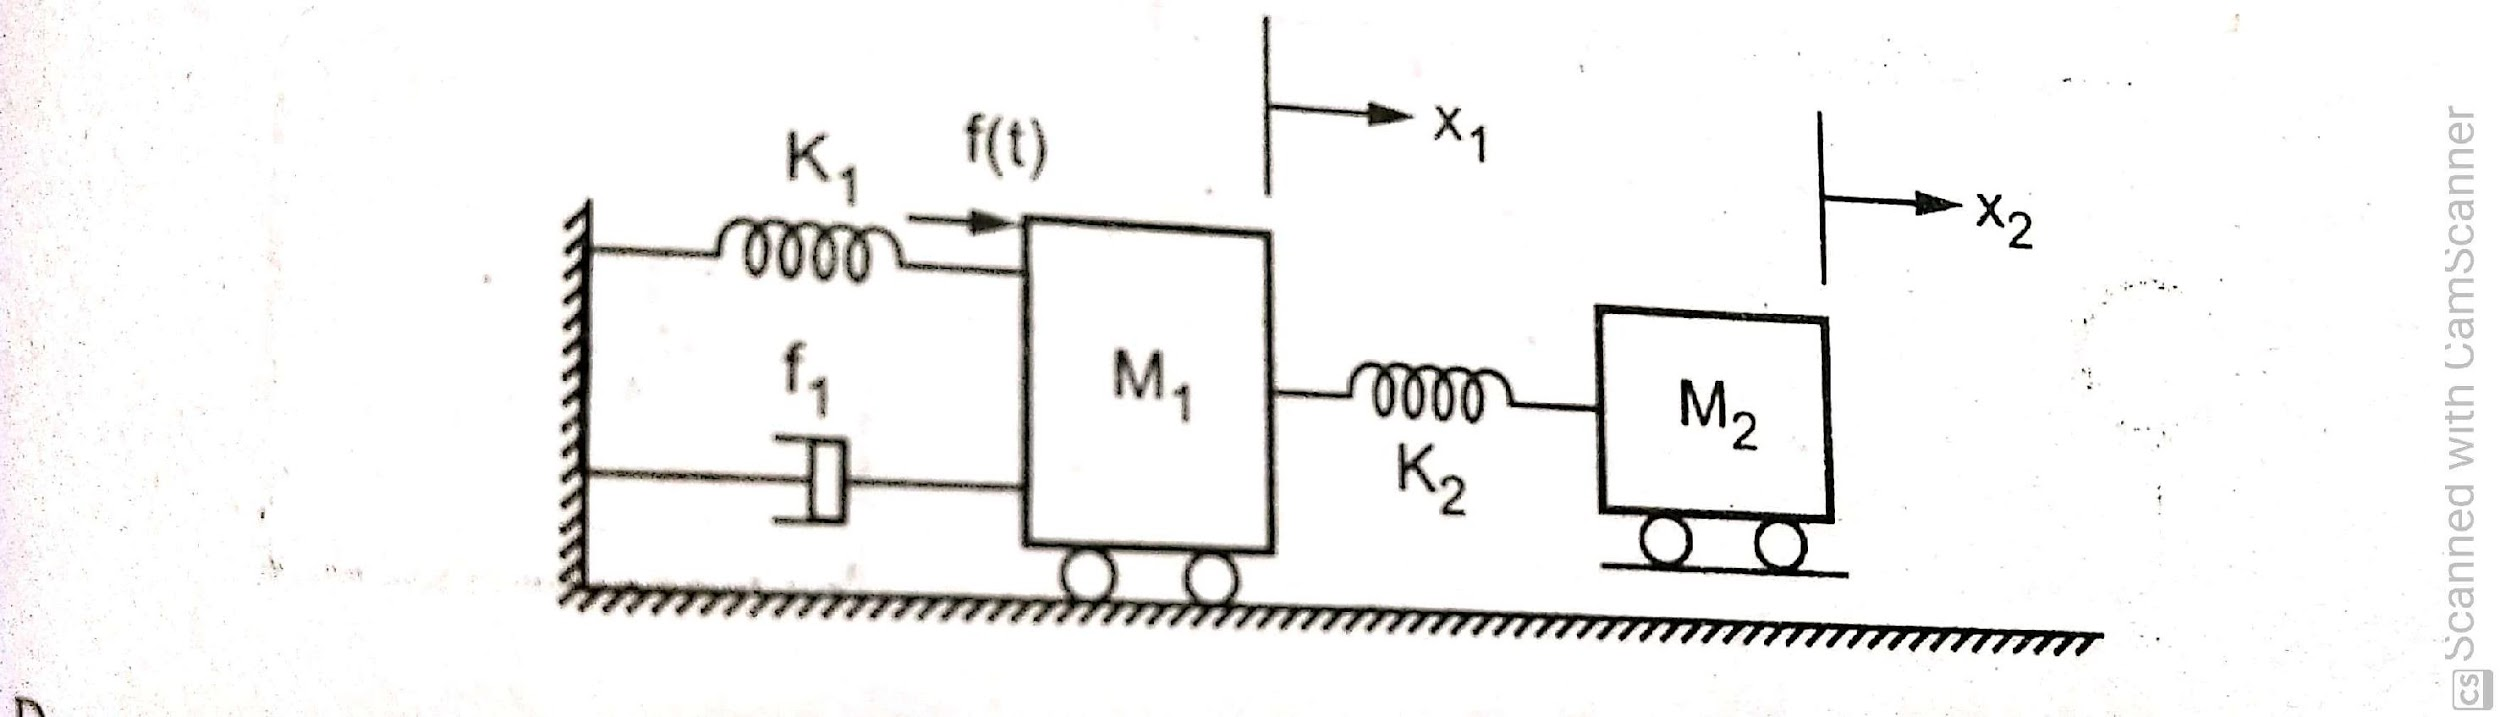 f(t)
x₁
K₁
x₂
f₁
M₁
M₂
K₂
CS Scanned with CamScanner